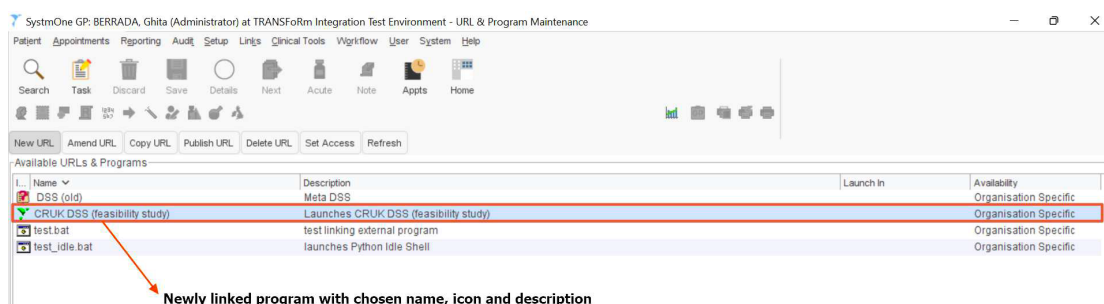 SystmOne GP: BERRADA, Ghita (Administrator) at TRANSFoRm Integration Test Environment - URL & Program Maintenance
Patient Appointments Reporting Audit Setup Links Clinical Tools Workflow User System Help
Search Task Discard Save Details Next Acute Note Appts Home
New URL Amend URL Copy URL Publish URL Delete URL Set Access Refresh
Available URLs & Programs
I... Name Description Launch In Availability
DSS (old) Meta DSS Organisation Specific
CRUK DSS (feasibility study) Launches CRUK DSS (feasibility study) Organisation Specific
test.bat test linking external program Organisation Specific
test_idle.bat launches Python Idle Shell Organisation Specific
Newly linked program with chosen name, icon and description